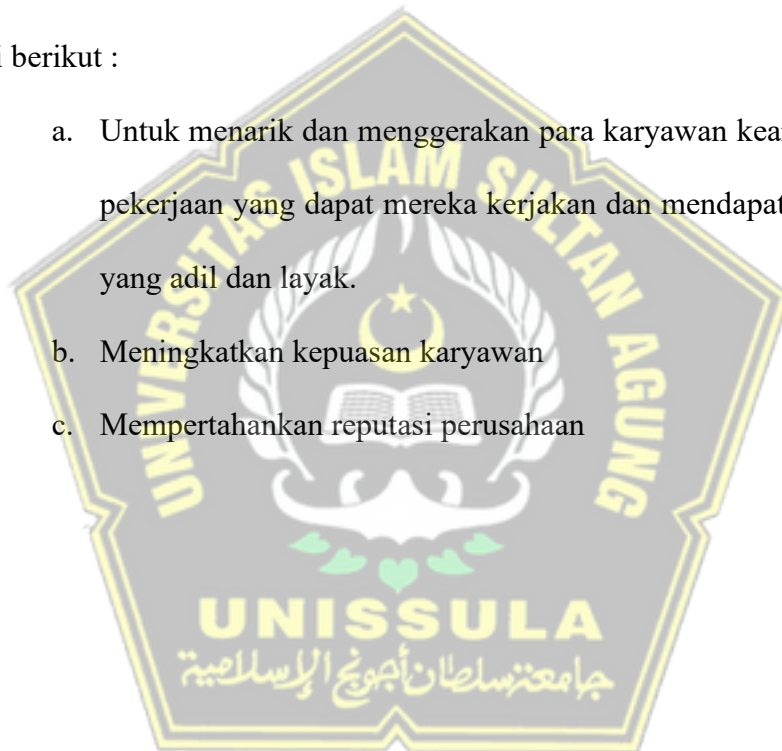 i berikut :
a. Untuk menarik dan menggerakan para karyawan kea
pekerjaan yang dapat mereka kerjakan dan mendapat
yang adil dan layak.
b. Meningkatkan kepuasan karyawan
c. Mempertahankan reputasi perusahaan
UNIVERSITAS ISLAM SULTAN AGUNG
UNISSULA
جامعة سلطان أجونج الإسلامية